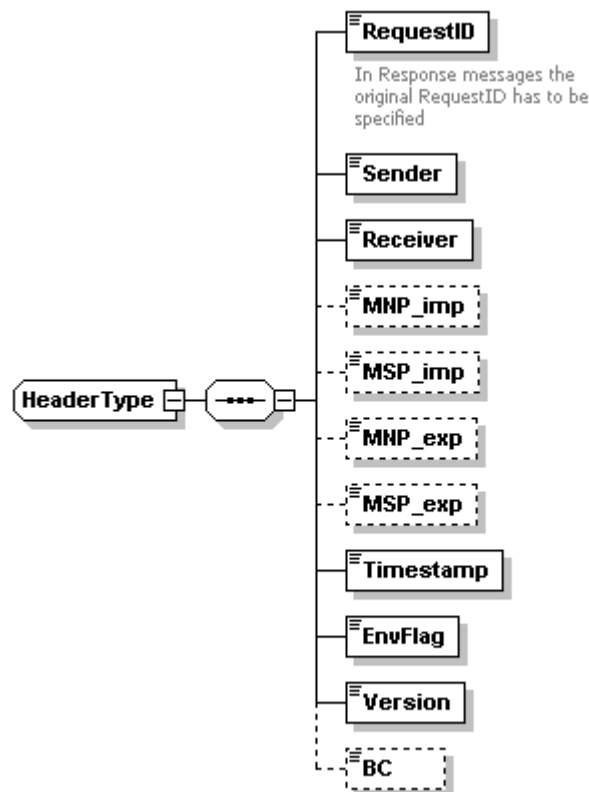 RequestID
In Response messages the
original RequestID has to be
specified
Sender
Receiver
MNP_imp
MSP_imp
HeaderType
MNP_exp
MSP_exp
Timestamp
EnvFlag
Version
BC